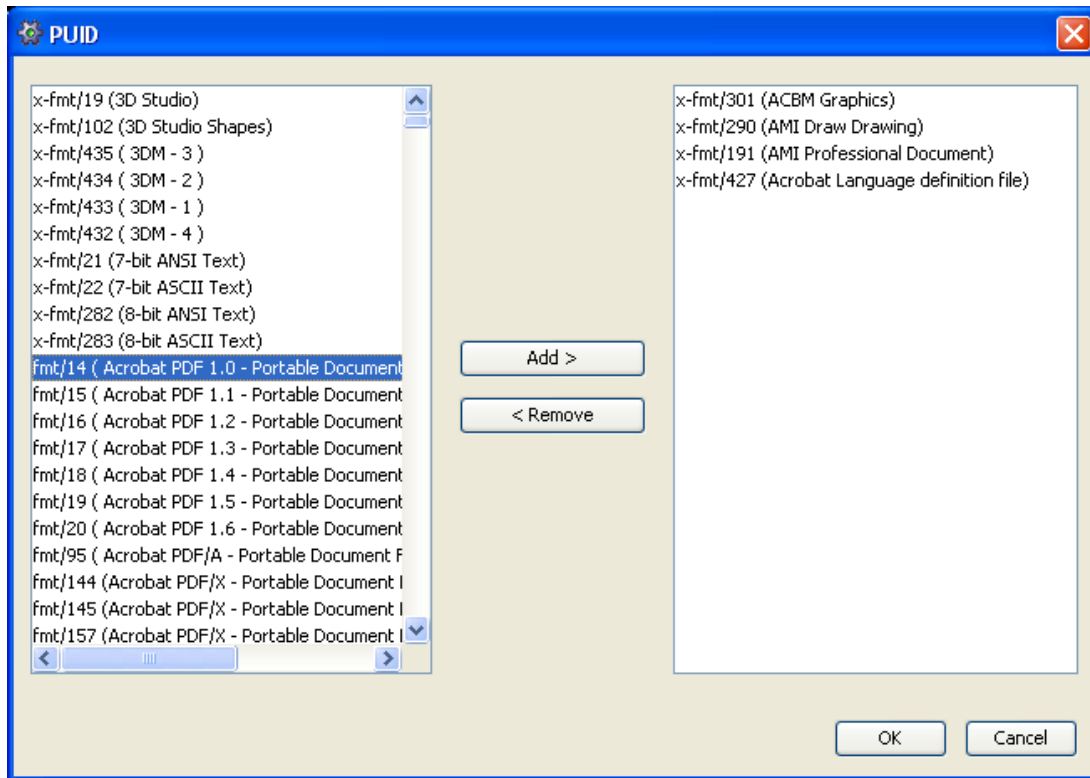 PUID
x-fmt/19 (3D Studio)
x-fmt/102 (3D Studio Shapes)
x-fmt/435 ( 3DM - 3 )
x-fmt/434 ( 3DM - 2 )
x-fmt/433 ( 3DM - 1 )
x-fmt/432 ( 3DM - 4 )
x-fmt/21 (7-bit ANSI Text)
x-fmt/22 (7-bit ASCII Text)
x-fmt/282 (8-bit ANSI Text)
x-fmt/283 (8-bit ASCII Text)
fmt/14 ( Acrobat PDF 1.0 - Portable Document
fmt/15 ( Acrobat PDF 1.1 - Portable Document
fmt/16 ( Acrobat PDF 1.2 - Portable Document
fmt/17 ( Acrobat PDF 1.3 - Portable Document
fmt/18 ( Acrobat PDF 1.4 - Portable Document
fmt/19 ( Acrobat PDF 1.5 - Portable Document
fmt/20 ( Acrobat PDF 1.6 - Portable Document
fmt/95 ( Acrobat PDF/A - Portable Document F
fmt/144 (Acrobat PDF/X - Portable Document
fmt/145 (Acrobat PDF/X - Portable Document
fmt/157 (Acrobat PDF/X - Portable Document
Add >
< Remove
x-fmt/301 (ACBM Graphics)
x-fmt/290 (AMI Draw Drawing)
x-fmt/191 (AMI Professional Document)
x-fmt/427 (Acrobat Language definition file)
OK
Cancel